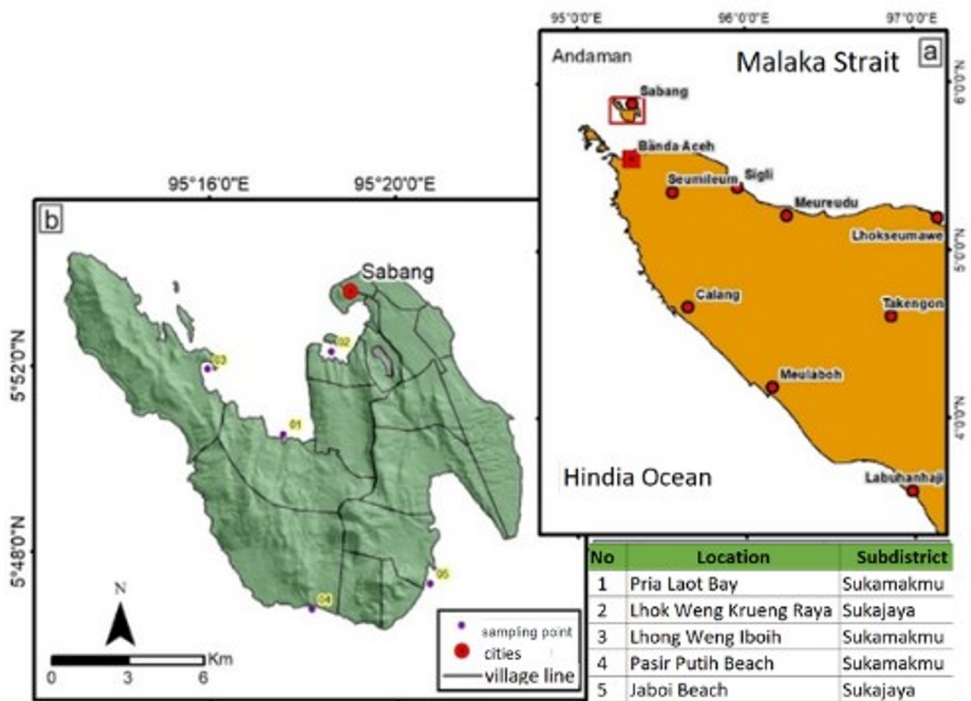 95°0'0"E 96°0'0"E 97°0'0"E
a
Andaman
Malaka Strait
6°0'0"N
Sabang
Banda Aceh
Seumileum
Sigli
Meureudu
Lhokseumawe
5°0'0"N
Calang
Takengon
Meulaboh
4°0'0"N
Labuhanhaji
Hindia Ocean
95°16'0"E 95°20'0"E
b
Sabang
02
03
5°52'0"N
01
5°48'0"N
05
04
N
Km
0 3 6
sampling point
cities
village line
No Location Subdistrict
1 Pria Laot Bay Sukamakmu
2 Lhok Weng Krueng Raya Sukajaya
3 Lhong Weng Iboih Sukamakmu
4 Pasir Putih Beach Sukamakmu
5 Jaboi Beach Sukajaya